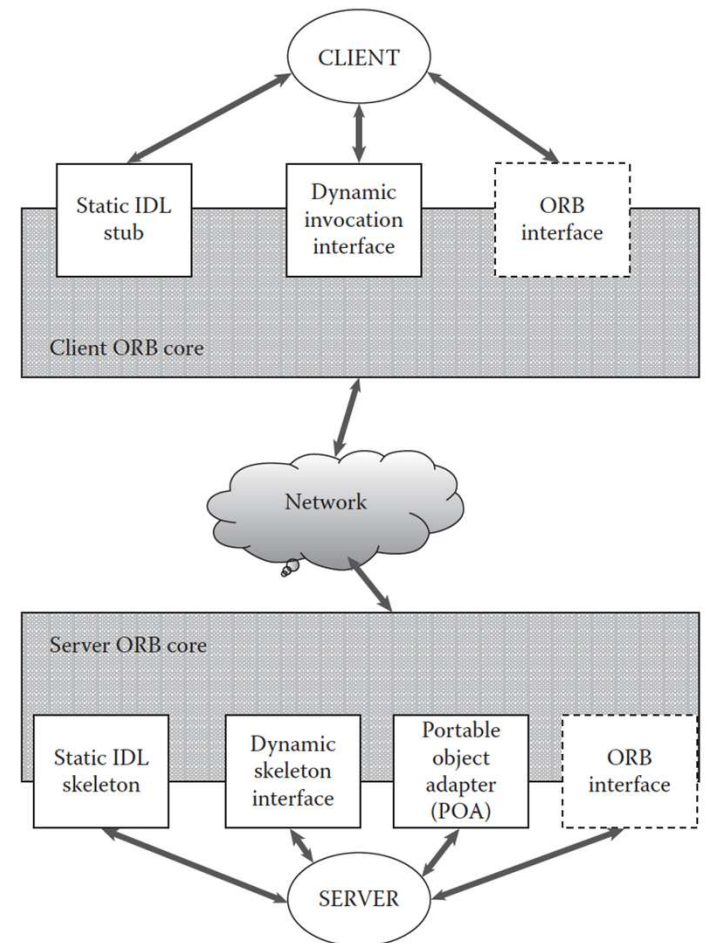 CLIENT
Static IDL
stub
Dynamic
invocation
interface
ORB
interface
Client ORB core
Network
Server ORB core
Static IDL
skeleton
Dynamic
skeleton
interface
Portable
object
adapter
(POA)
ORB
interface
SERVER